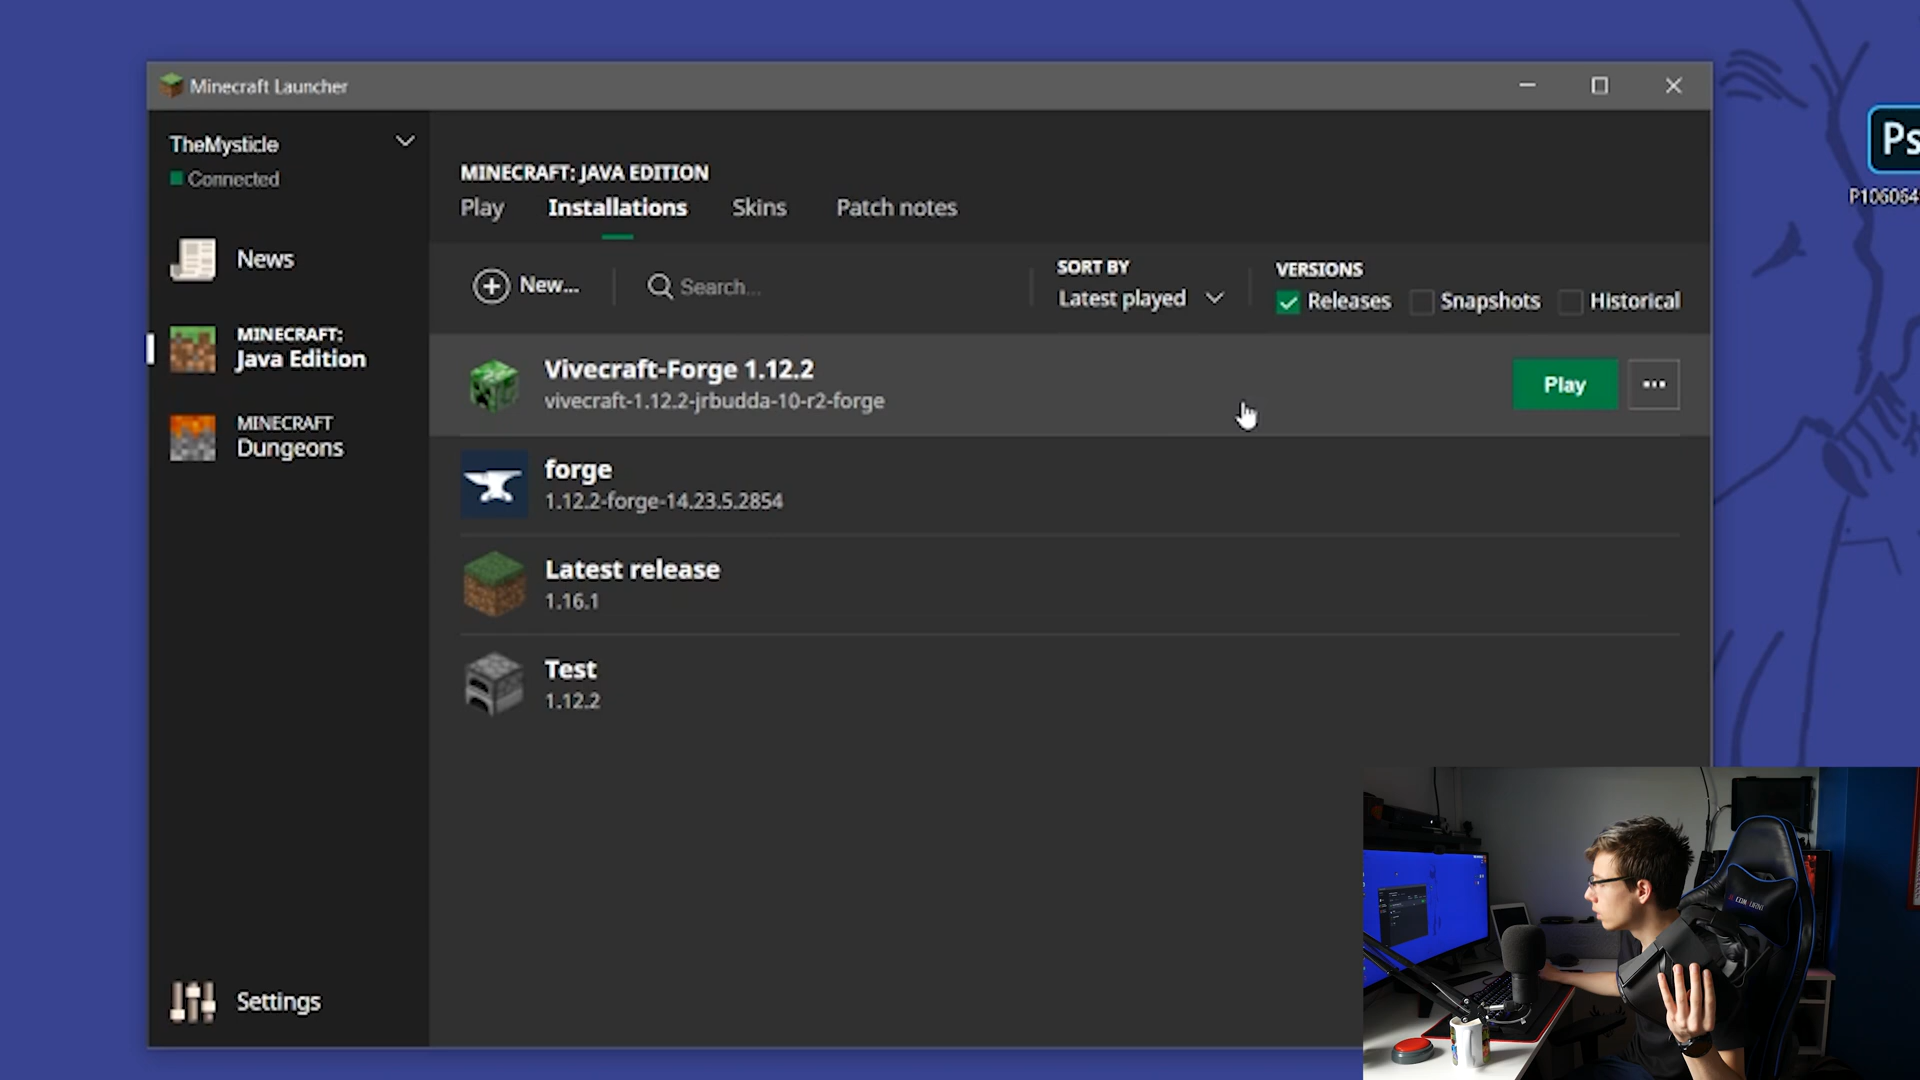 Minecraft Launcher
TheMysticle
Connected
News
MINECRAFT:
Java Edition
MINECRAFT
Dungeons
Settings
MINECRAFT: JAVA EDITION
Play Installations Skins Patch notes
New...
Search...
SORT BY
Latest played
VERSIONS
Releases Snapshots Historical
Vivecraft-Forge 1.12.2
vivecraft-1.12.2-jrbudda-10-r2-forge
Play
forge
1.12.2-forge-14.23.5.2854
Latest release
1.16.1
Test
1.12.2
Ps
P106064